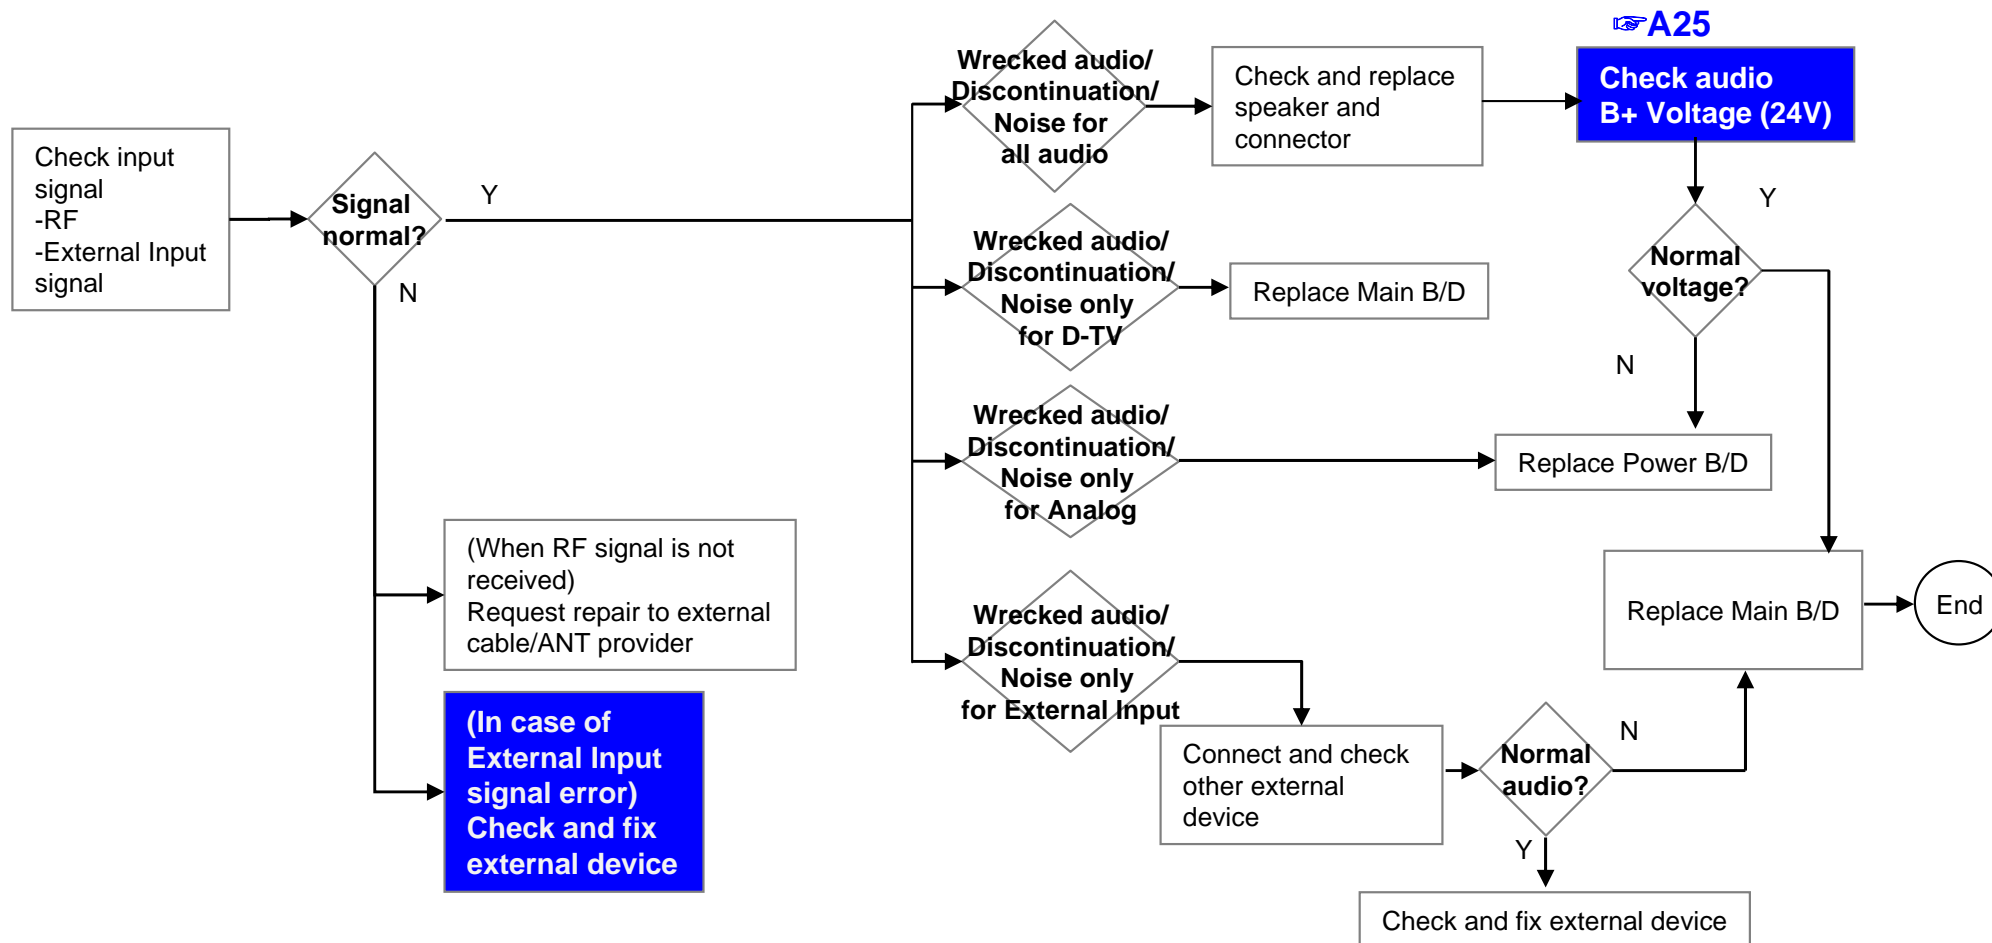 ☞A25
Check input
signal
-RF
-External Input
signal
Signal
normal?
Y
N
(When RF signal is not
received)
Request repair to external
cable/ANT provider
(In case of
External Input
signal error)
Check and fix
external device
Wrecked audio/
Discontinuation/
Noise for
all audio
Check and replace
speaker and
connector
Check audio
B+ Voltage (24V)
Y
Normal
voltage?
N
Wrecked audio/
Discontinuation/
Noise only
for D-TV
Replace Main B/D
Wrecked audio/
Discontinuation/
Noise only
for Analog
Replace Power B/D
Wrecked audio/
Discontinuation/
Noise only
for External Input
Connect and check
other external
device
Normal
audio?
N
Y
Replace Main B/D
End
Check and fix external device